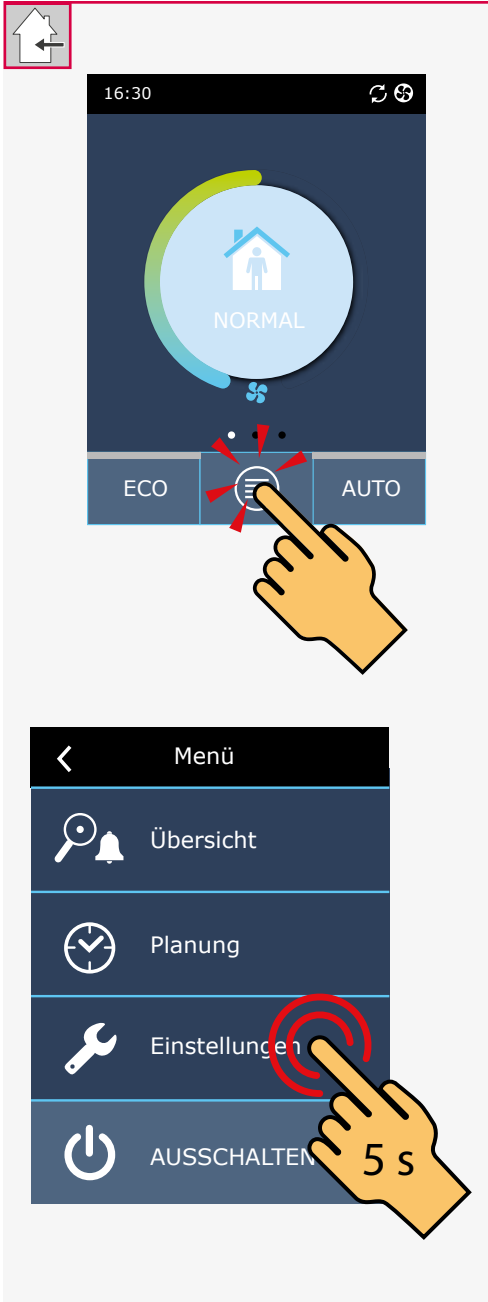 16:30
NORMAL
ECO
AUTO
Menü
Übersicht
Planung
Einstellungen
AUSSCHALTEN
5 s